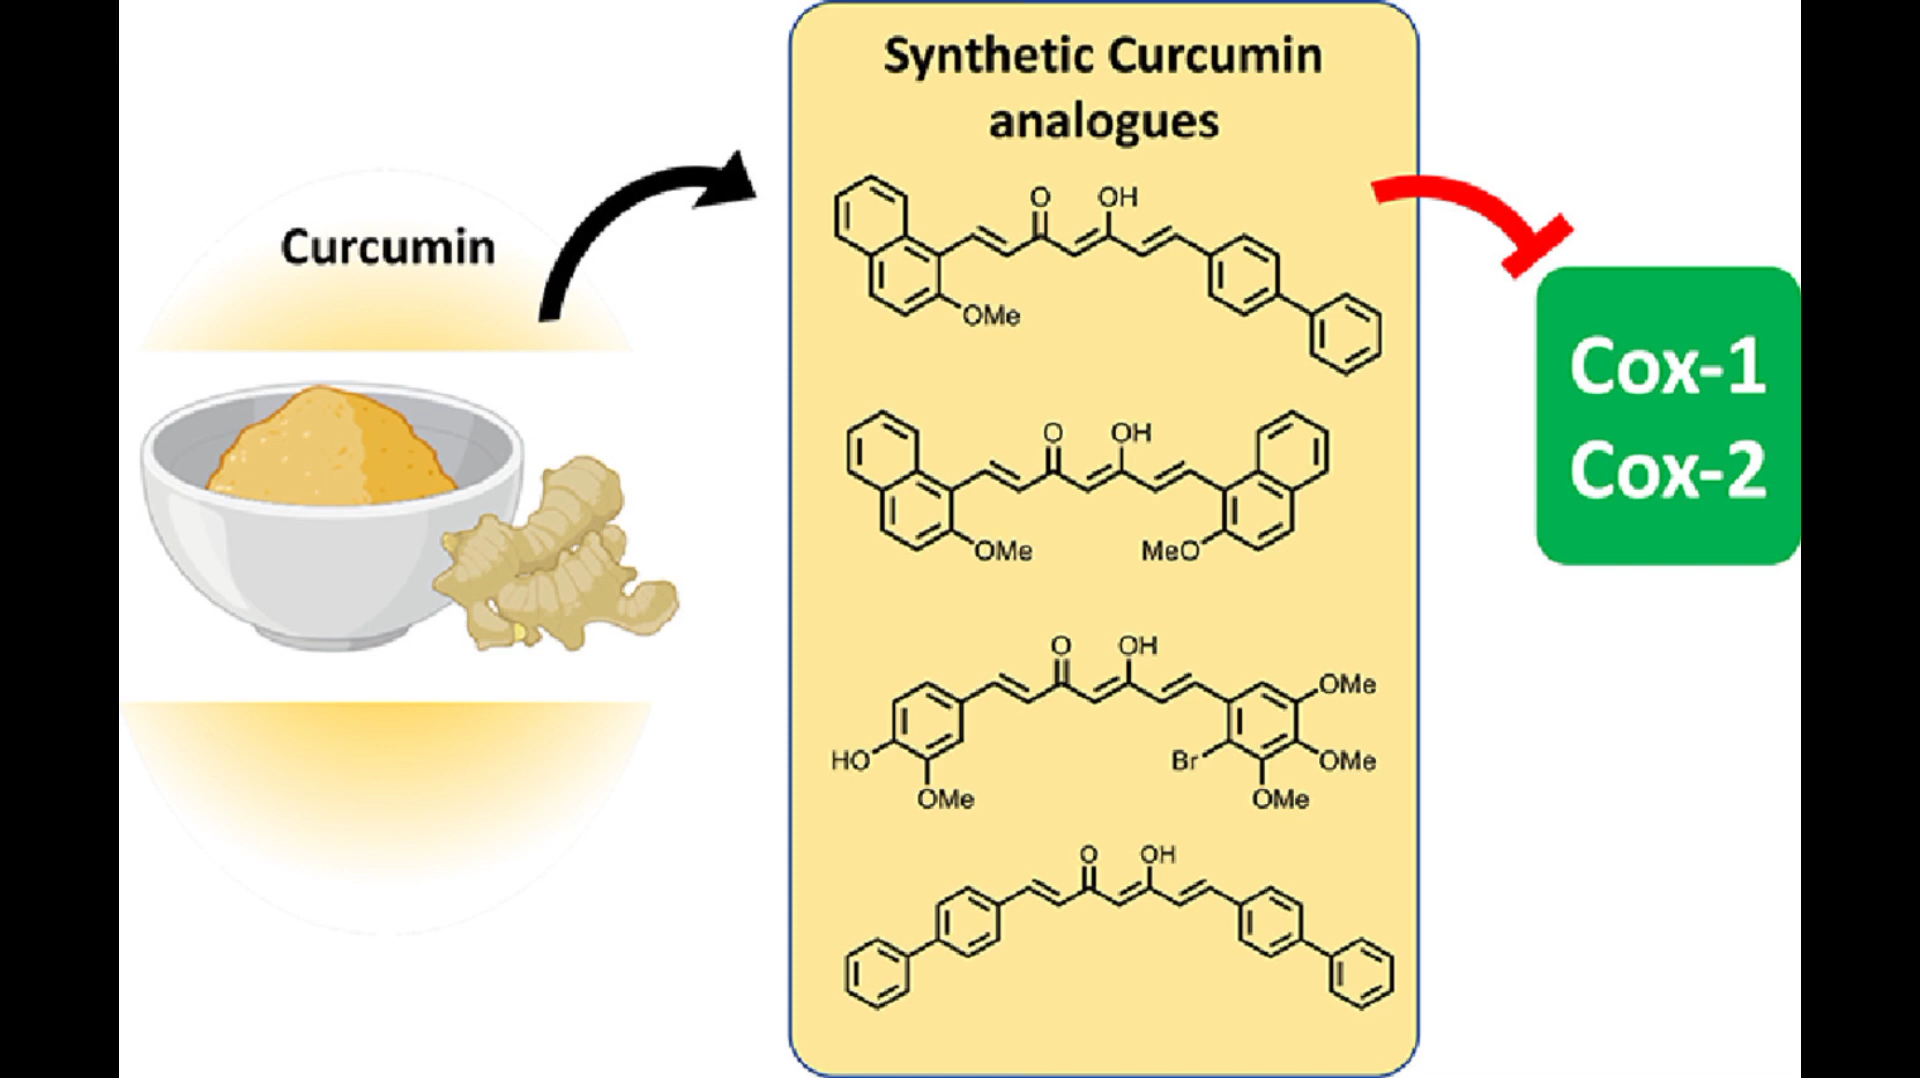 Curcumin
Synthetic Curcumin
analogues
O OH
OMe
O OH
OMe MeO
O OH
OMe
HO Br OMe
OMe OMe
O OH
Cox-1
Cox-2